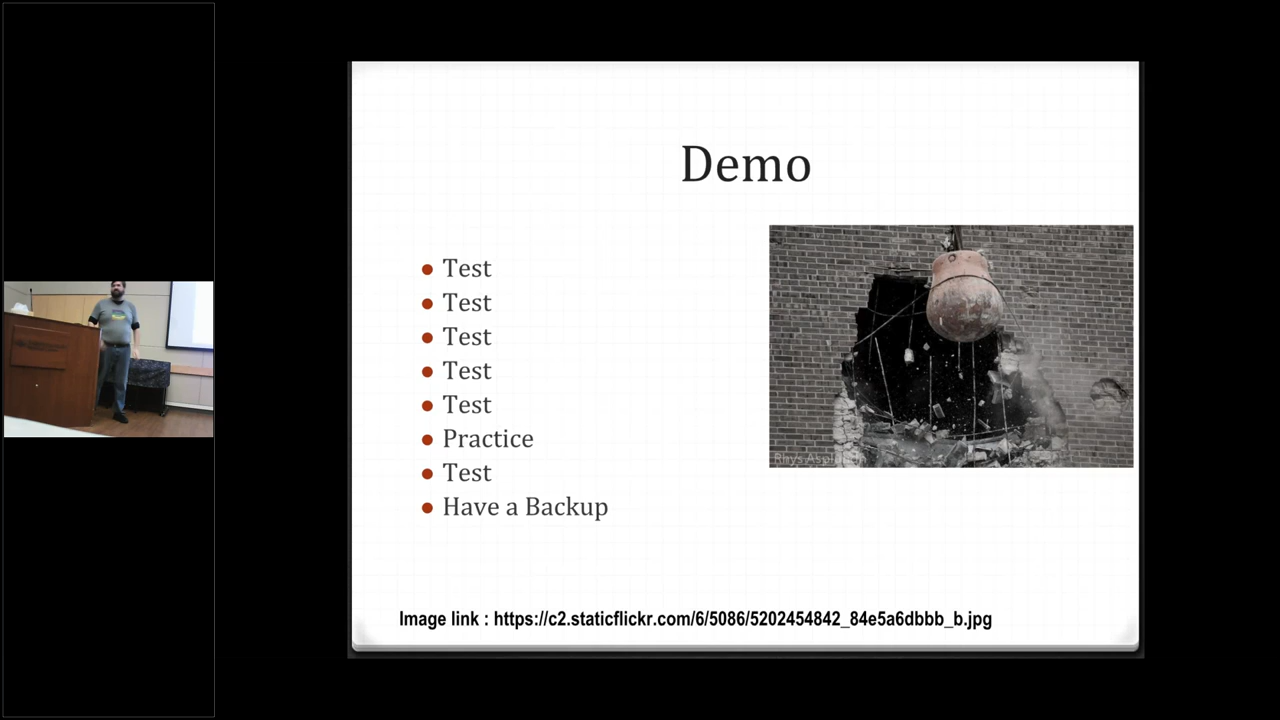 Demo
Test
Test
Test
Test
Test
Practice
Test
Have a Backup
Image link : https://c2.staticflickr.com/6/5086/5202454842_84e5a6dbbb_b.jpg